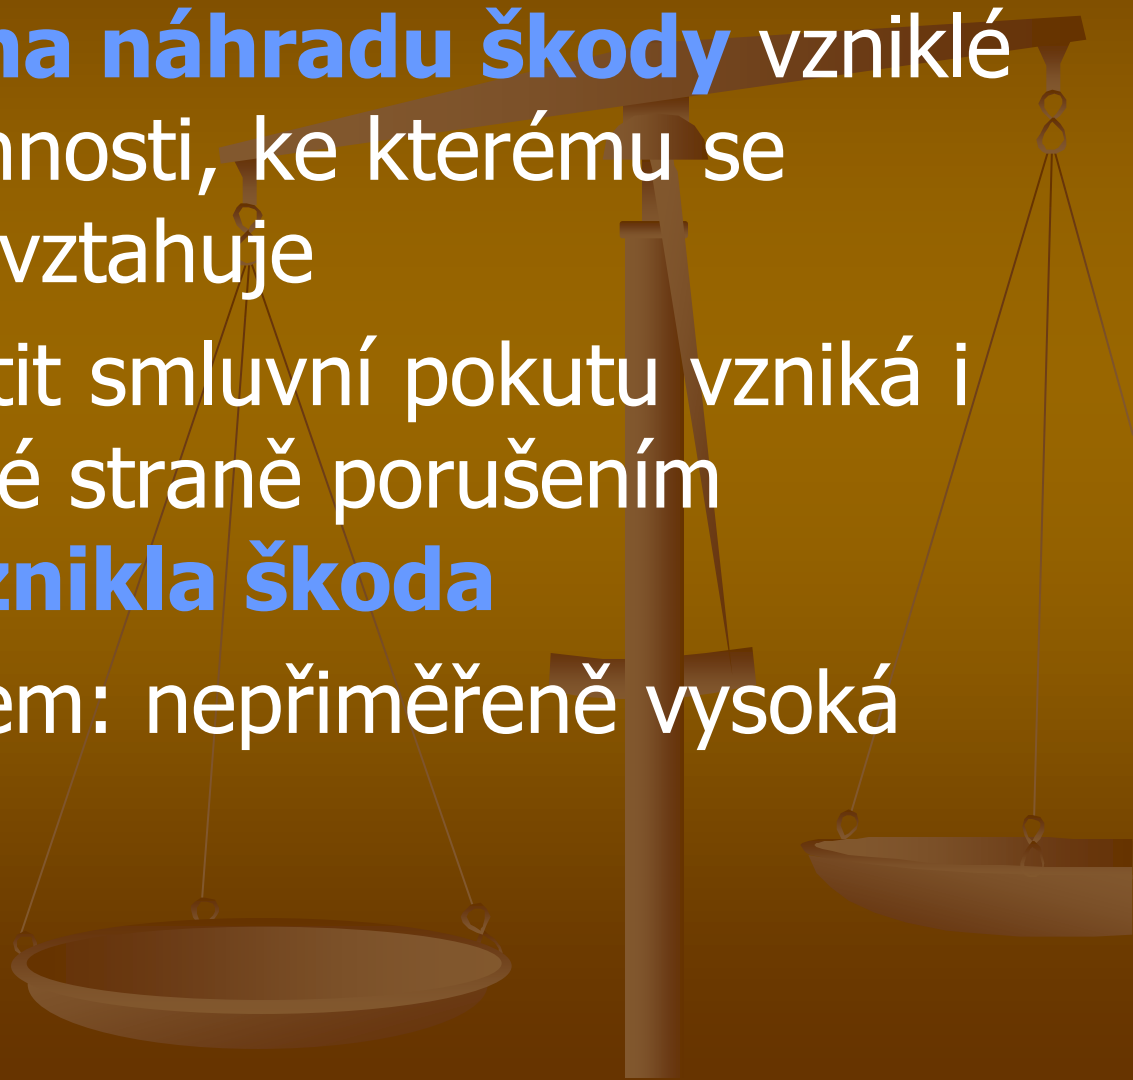 na náhradu škody vzniklé
nnosti, ke kterému se
vztahuje
tit smluvní pokutu vzniká i
é straně porušením
znikla škoda
em: nepřiměřeně vysoká